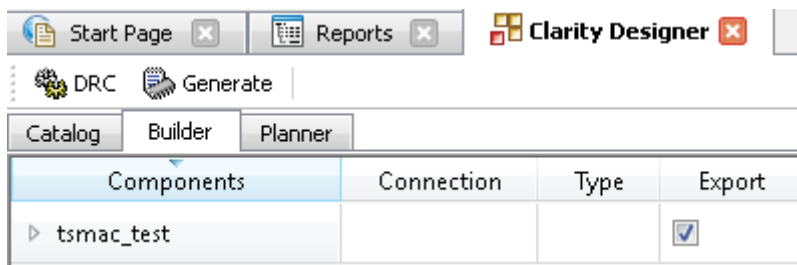 Start Page Reports Clarity Designer
DRC Generate
Catalog Builder Planner
Components Connection Type Export
tsmac_test